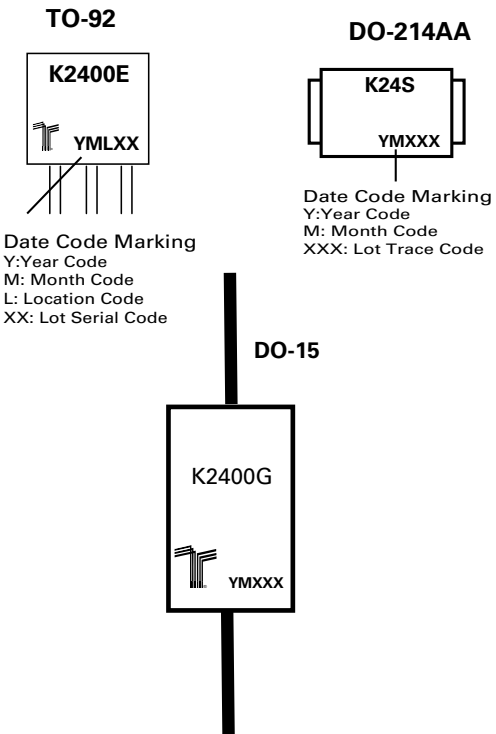 TO-92
K2400E
YMLXX
Date Code Marking
Y:Year Code
M: Month Code
L: Location Code
XX: Lot Serial Code
DO-214AA
K24S
YMXXX
Date Code Marking
Y:Year Code
M: Month Code
XXX: Lot Trace Code
DO-15
K2400G
YMXXX